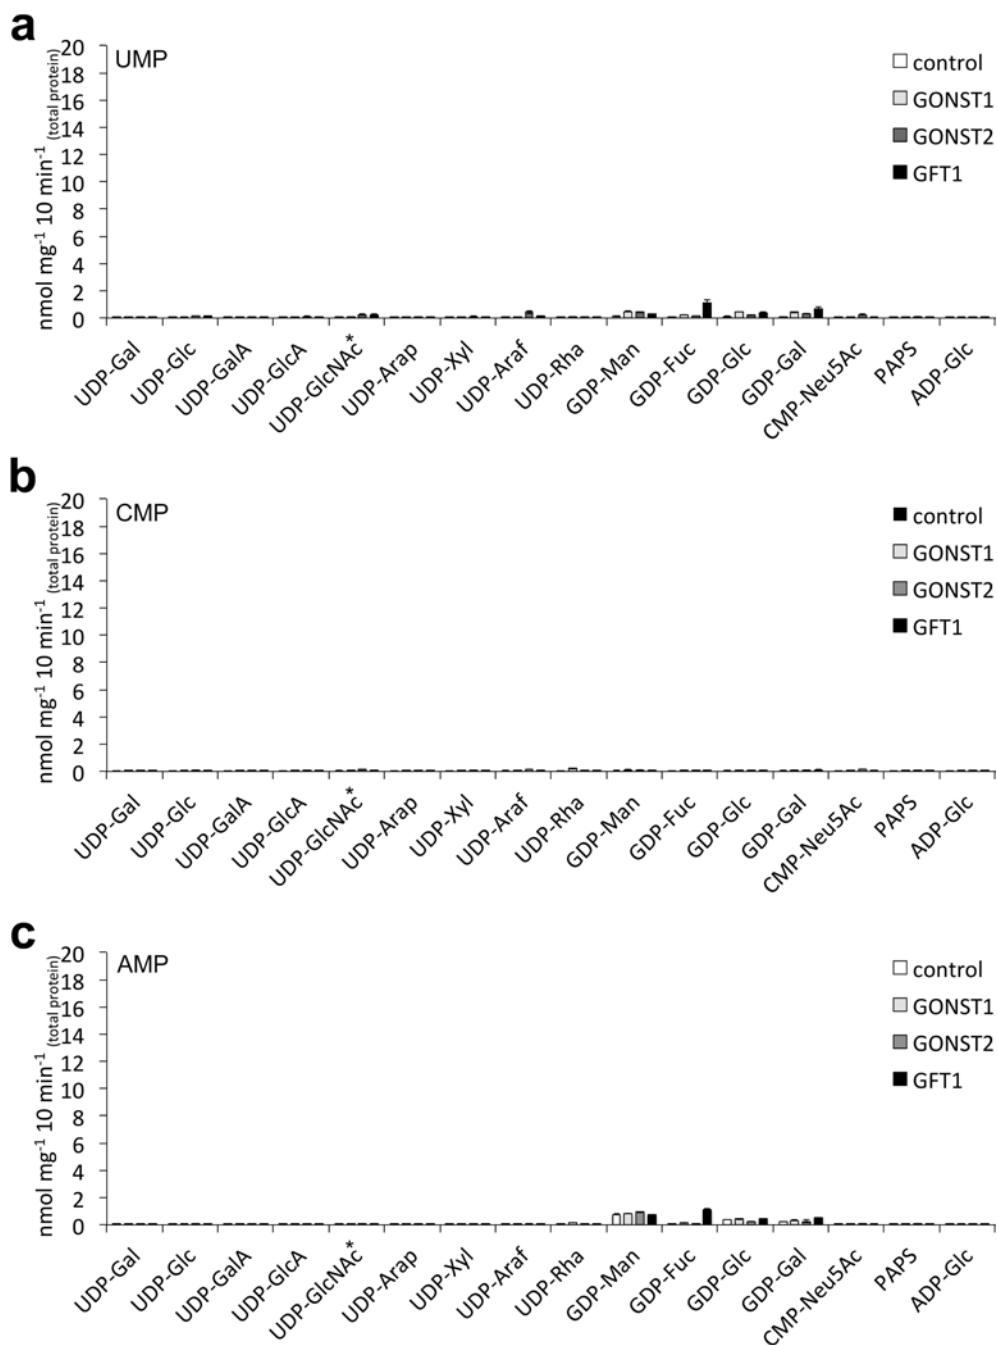 a
UMP
nmol mg⁻¹ 10 min⁻¹ (total protein)
20
18
16
14
12
10
8
6
4
2
0
control
GONST1
GONST2
GFT1
UDP-Gal
UDP-Glc
UDP-GalA
UDP-GlcA
UDP-GlcNAc*
UDP-Arap
UDP-Xyl
UDP-Araf
UDP-Rha
GDP-Man
GDP-Fuc
GDP-Glc
GDP-Gal
CMP-Neu5Ac
PAPS
ADP-Glc
b
CMP
nmol mg⁻¹ 10 min⁻¹ (total protein)
20
18
16
14
12
10
8
6
4
2
0
control
GONST1
GONST2
GFT1
UDP-Gal
UDP-Glc
UDP-GalA
UDP-GlcA
UDP-GlcNAc*
UDP-Arap
UDP-Xyl
UDP-Araf
UDP-Rha
GDP-Man
GDP-Fuc
GDP-Glc
GDP-Gal
CMP-Neu5Ac
PAPS
ADP-Glc
c
AMP
nmol mg⁻¹ 10 min⁻¹ (total protein)
20
18
16
14
12
10
8
6
4
2
0
control
GONST1
GONST2
GFT1
UDP-Gal
UDP-Glc
UDP-GalA
UDP-GlcA
UDP-GlcNAc*
UDP-Arap
UDP-Xyl
UDP-Araf
UDP-Rha
GDP-Man
GDP-Fuc
GDP-Glc
GDP-Gal
CMP-Neu5Ac
PAPS
ADP-Glc